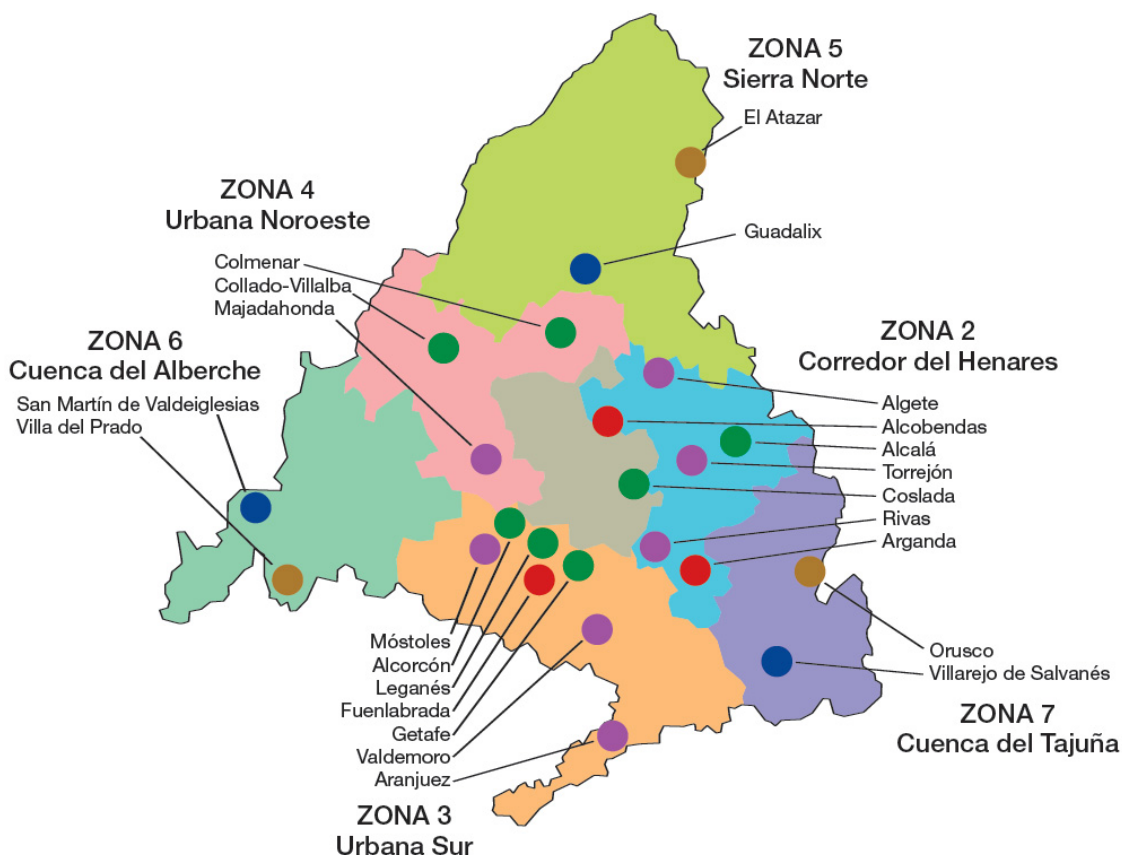 ZONA 5
Sierra Norte
El Atazar
Guadalix
ZONA 4
Urbana Noroeste
Colmenar
Collado-Villalba
Majadahonda
ZONA 6
Cuenca del Alberche
San Martín de Valdeiglesias
Villa del Prado
ZONA 2
Corredor del Henares
Algete
Alcobendas
Alcalá
Torrejón
Coslada
Rivas
Arganda
Orusco
Villarejo de Salvanés
ZONA 7
Cuenca del Tajuña
Móstoles
Alcorcón
Leganés
Fuenlabrada
Getafe
Valdemoro
Aranjuez
ZONA 3
Urbana Sur